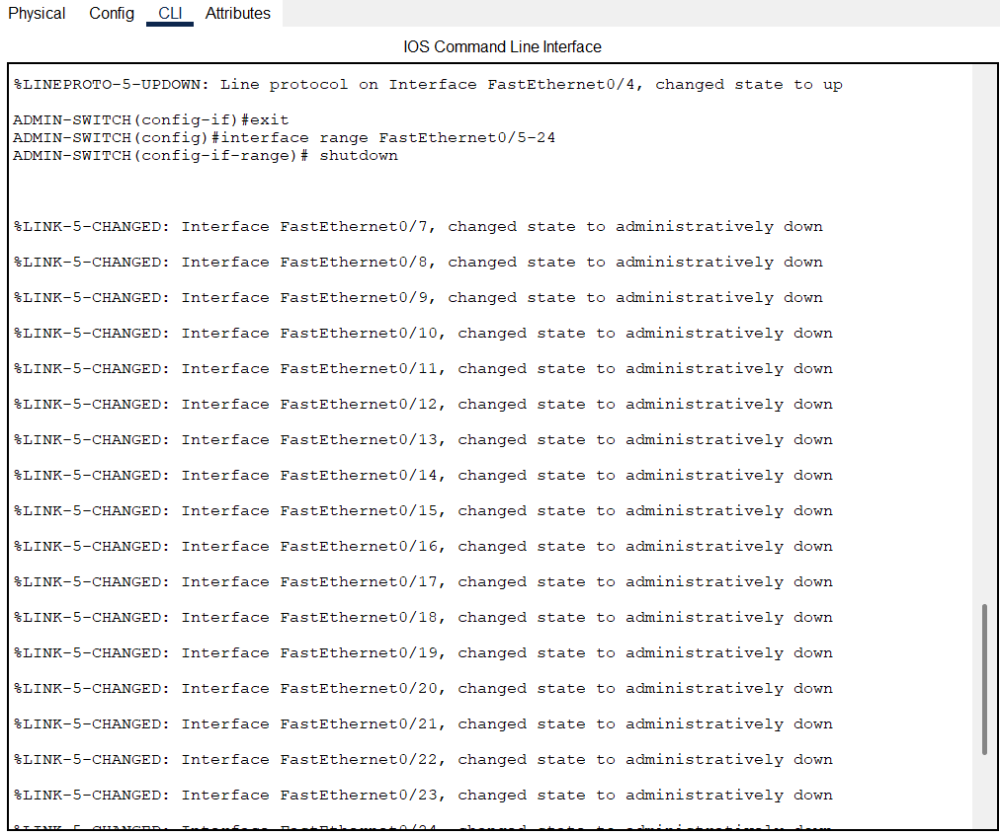 Physical Config CLI Attributes
IOS Command Line Interface
%LINEPROTO-5-UPDOWN: Line protocol on Interface FastEthernet0/4, changed state to up
ADMIN-SWITCH(config-if)#exit
ADMIN-SWITCH(config)#interface range FastEthernet0/5-24
ADMIN-SWITCH(config-if-range)# shutdown
%LINK-5-CHANGED: Interface FastEthernet0/7, changed state to administratively down
%LINK-5-CHANGED: Interface FastEthernet0/8, changed state to administratively down
%LINK-5-CHANGED: Interface FastEthernet0/9, changed state to administratively down
%LINK-5-CHANGED: Interface FastEthernet0/10, changed state to administratively down
%LINK-5-CHANGED: Interface FastEthernet0/11, changed state to administratively down
%LINK-5-CHANGED: Interface FastEthernet0/12, changed state to administratively down
%LINK-5-CHANGED: Interface FastEthernet0/13, changed state to administratively down
%LINK-5-CHANGED: Interface FastEthernet0/14, changed state to administratively down
%LINK-5-CHANGED: Interface FastEthernet0/15, changed state to administratively down
%LINK-5-CHANGED: Interface FastEthernet0/16, changed state to administratively down
%LINK-5-CHANGED: Interface FastEthernet0/17, changed state to administratively down
%LINK-5-CHANGED: Interface FastEthernet0/18, changed state to administratively down
%LINK-5-CHANGED: Interface FastEthernet0/19, changed state to administratively down
%LINK-5-CHANGED: Interface FastEthernet0/20, changed state to administratively down
%LINK-5-CHANGED: Interface FastEthernet0/21, changed state to administratively down
%LINK-5-CHANGED: Interface FastEthernet0/22, changed state to administratively down
%LINK-5-CHANGED: Interface FastEthernet0/23, changed state to administratively down
%LINK-5-CHANGED: Interface FastEthernet0/24, changed state to administratively down